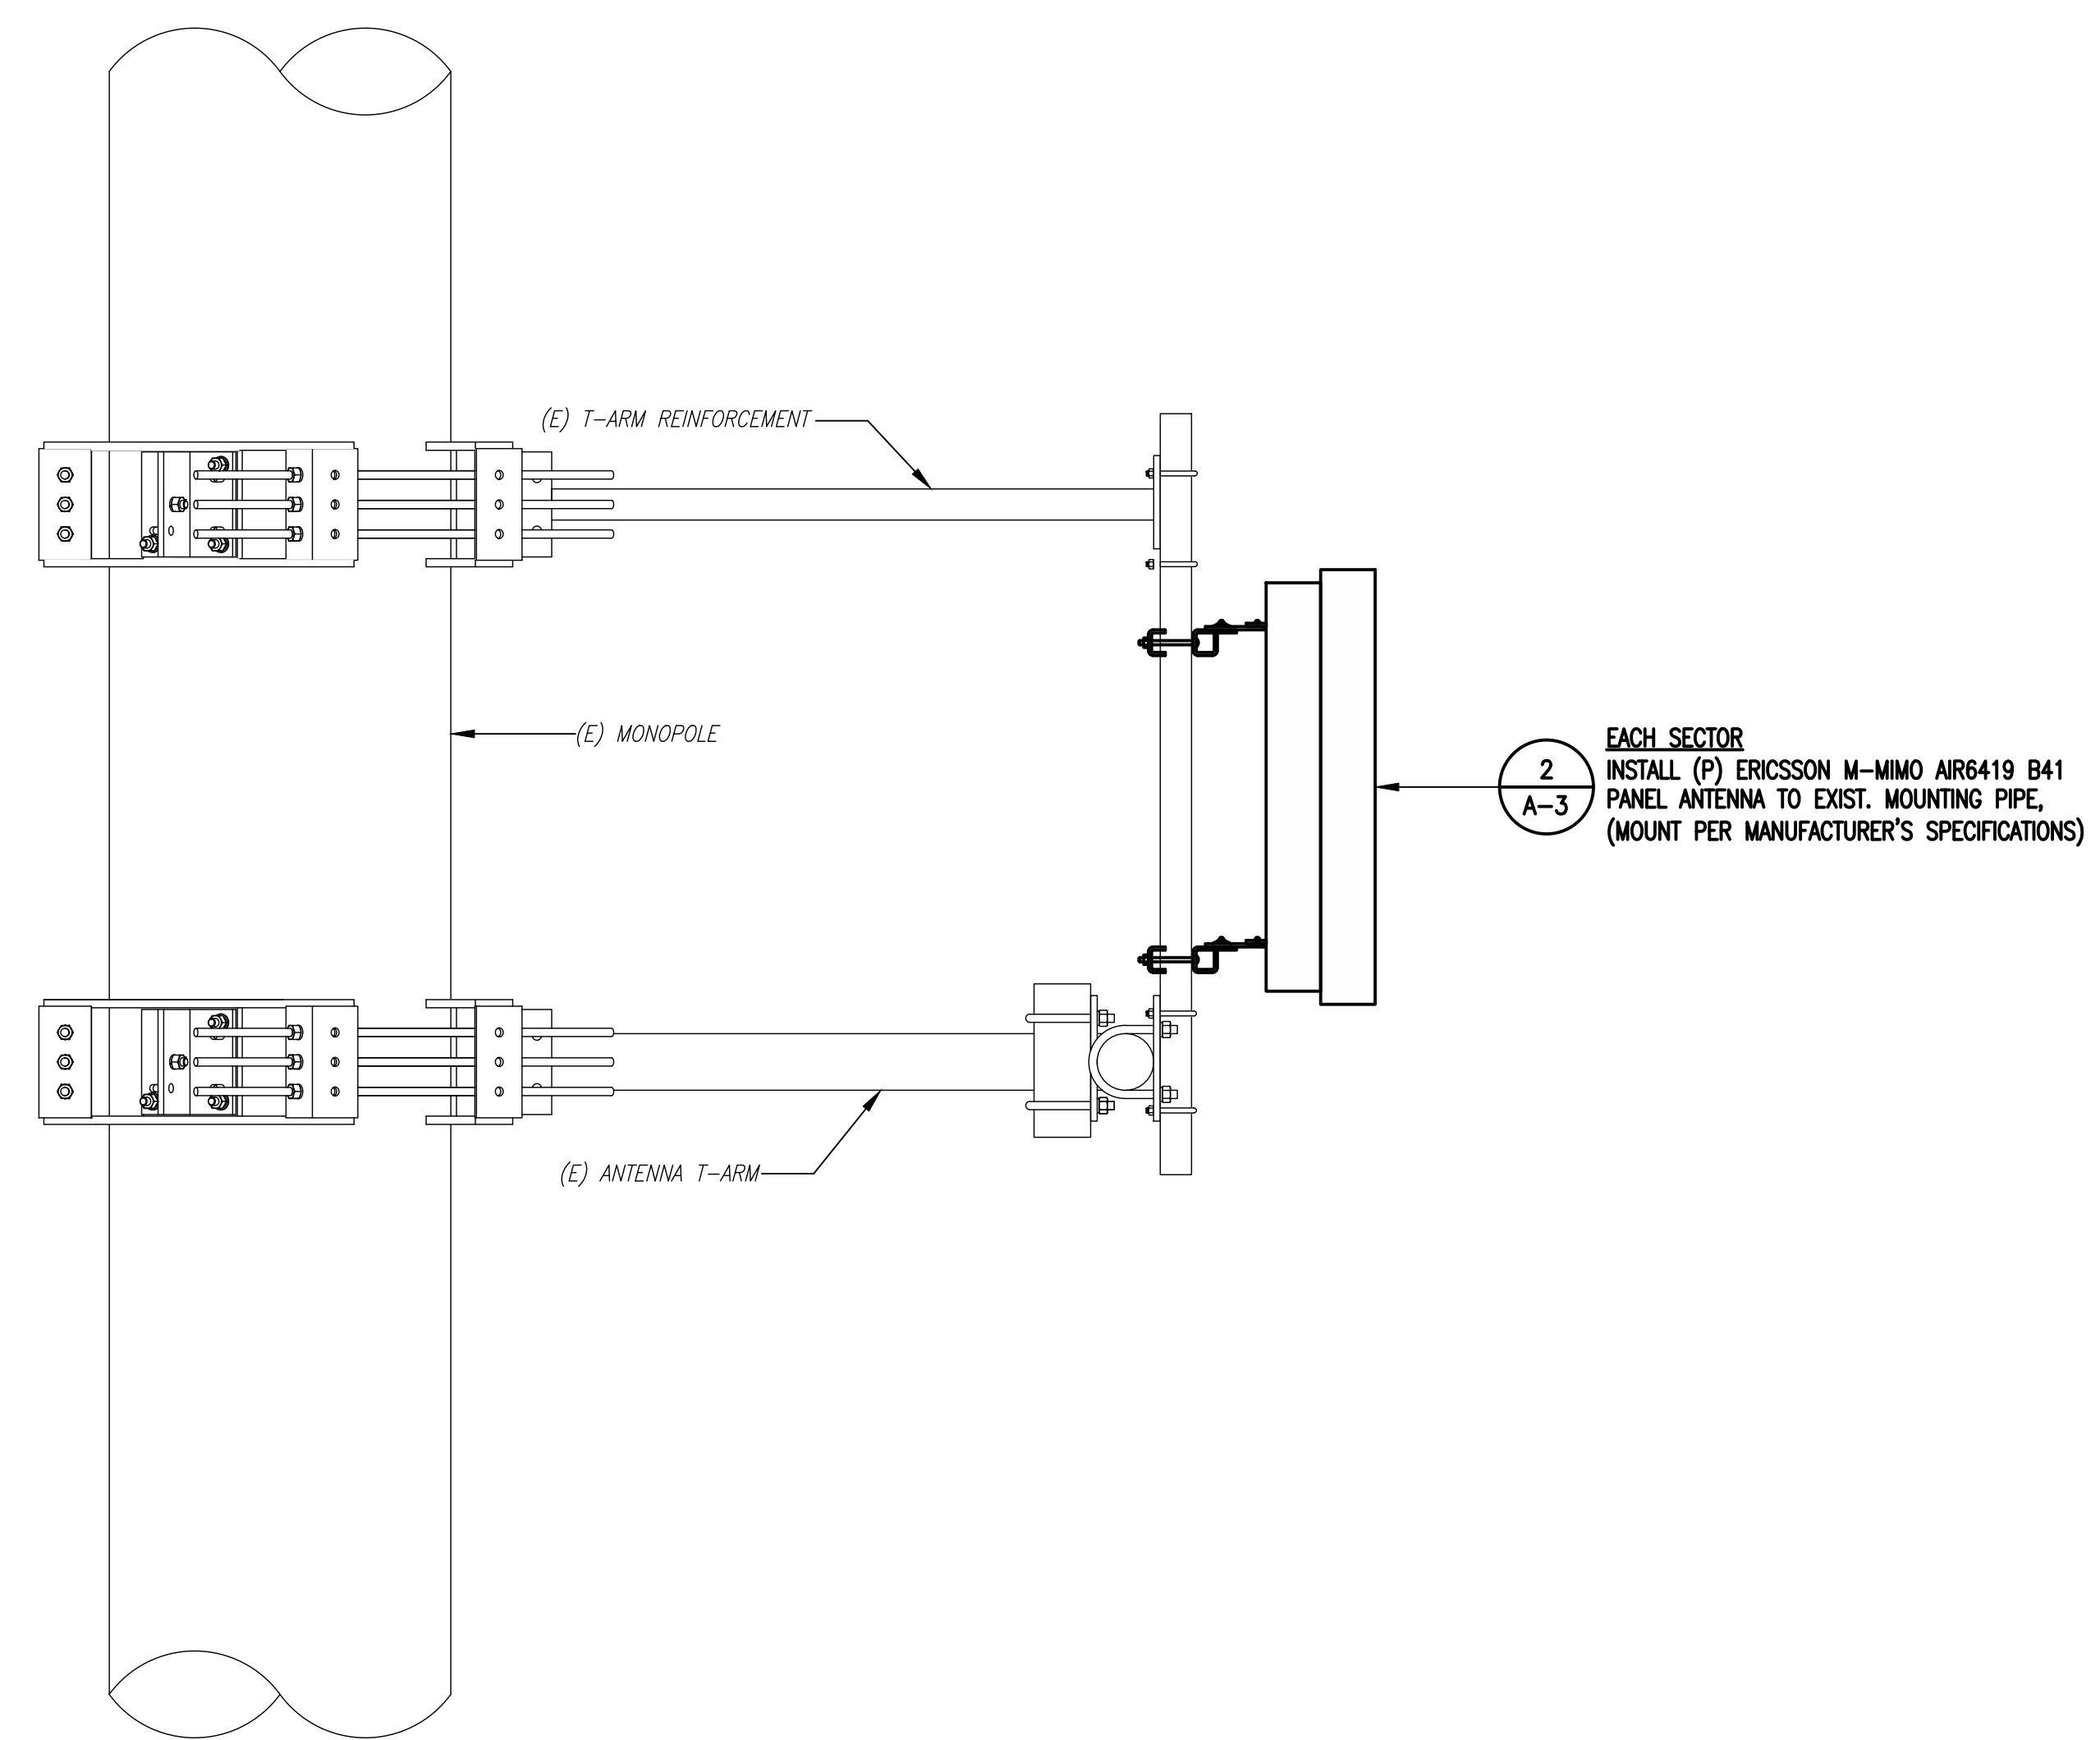 (E) T-ARM REINFORCEMENT
(E) MONOPOLE
2
A-3
EACH SECTOR
INSTALL (P) ERICSSON M-MIMO AIR6419 B41
PANEL ANTENNA TO EXIST. MOUNTING PIPE,
(MOUNT PER MANUFACTURER'S SPECIFICATIONS)
(E) ANTENNA T-ARM